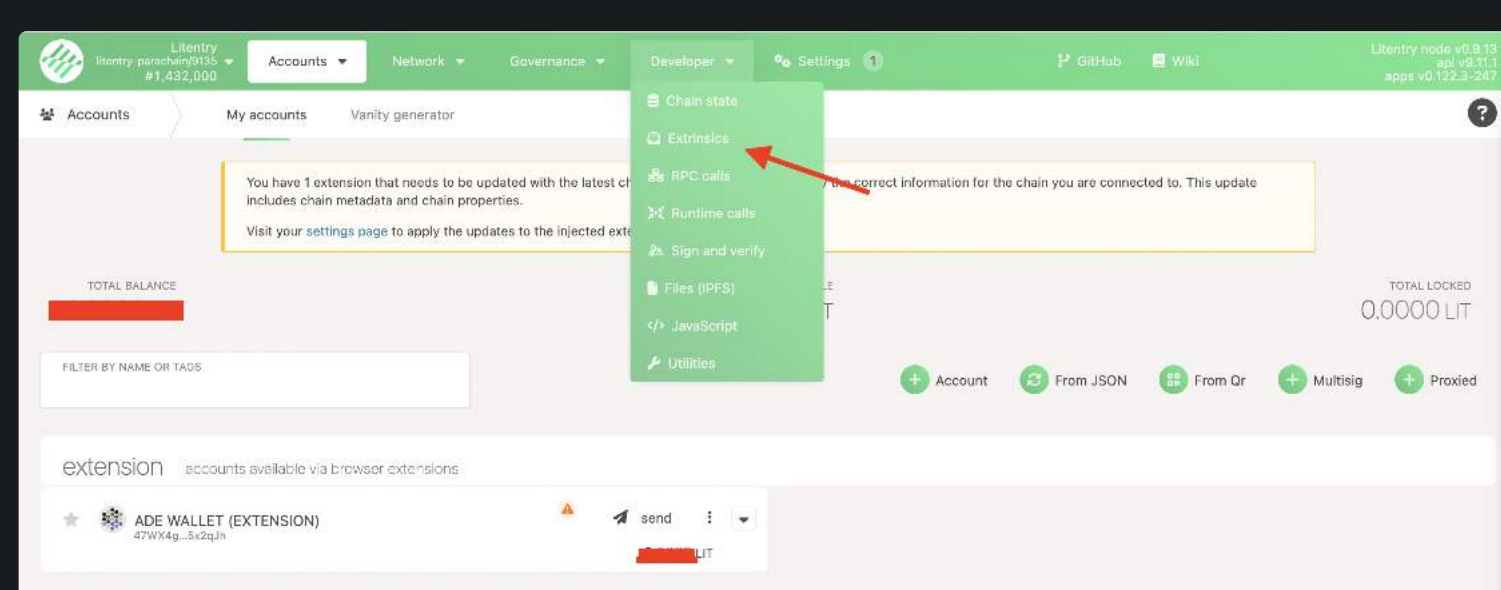 Litentry
litentry-parachain/9135
#1,432,000
Accounts
Network
Governance
Developer
Settings 1
GitHub
Wiki
Litentry node v0.9.13
api v9.11.1
apps v0.122.3-247
Accounts
My accounts
Vanity generator
?
Chain state
Extrinsics
RPC calls
Runtime calls
Sign and verify
Files (IPFS)
JavaScript
Utilities
You have 1 extension that needs to be updated with the latest correct information for the chain you are connected to. This update
includes chain metadata and chain properties.
Visit your settings page to apply the updates to the injected
TOTAL BALANCE
TOTAL LOCKED
0.0000 LIT
FILTER BY NAME OR TAGS
Account
From JSON
From Qr
Multisig
Proxied
extension accounts available via browser extensions
ADE WALLET (EXTENSION)
47WX4g...5x2qJh
send
LIT